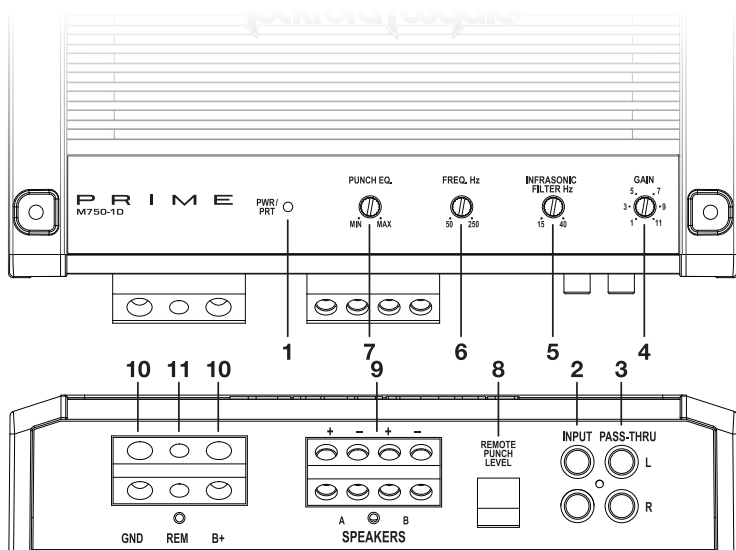 PUNCH EQ.
FREQ. Hz
INFRASONIC
FILTER Hz
GAIN
PRIME
M750-1D
PWR/
PRT
MIN MAX
50 250
15 40
5 7
3 9
1 11
1 7 6 5 4
10 11 10 9 8 2 3
REMOTE
PUNCH
LEVEL
INPUT PASS-THRU
+ – + –
L
R
A B
GND REM B+
SPEAKERS